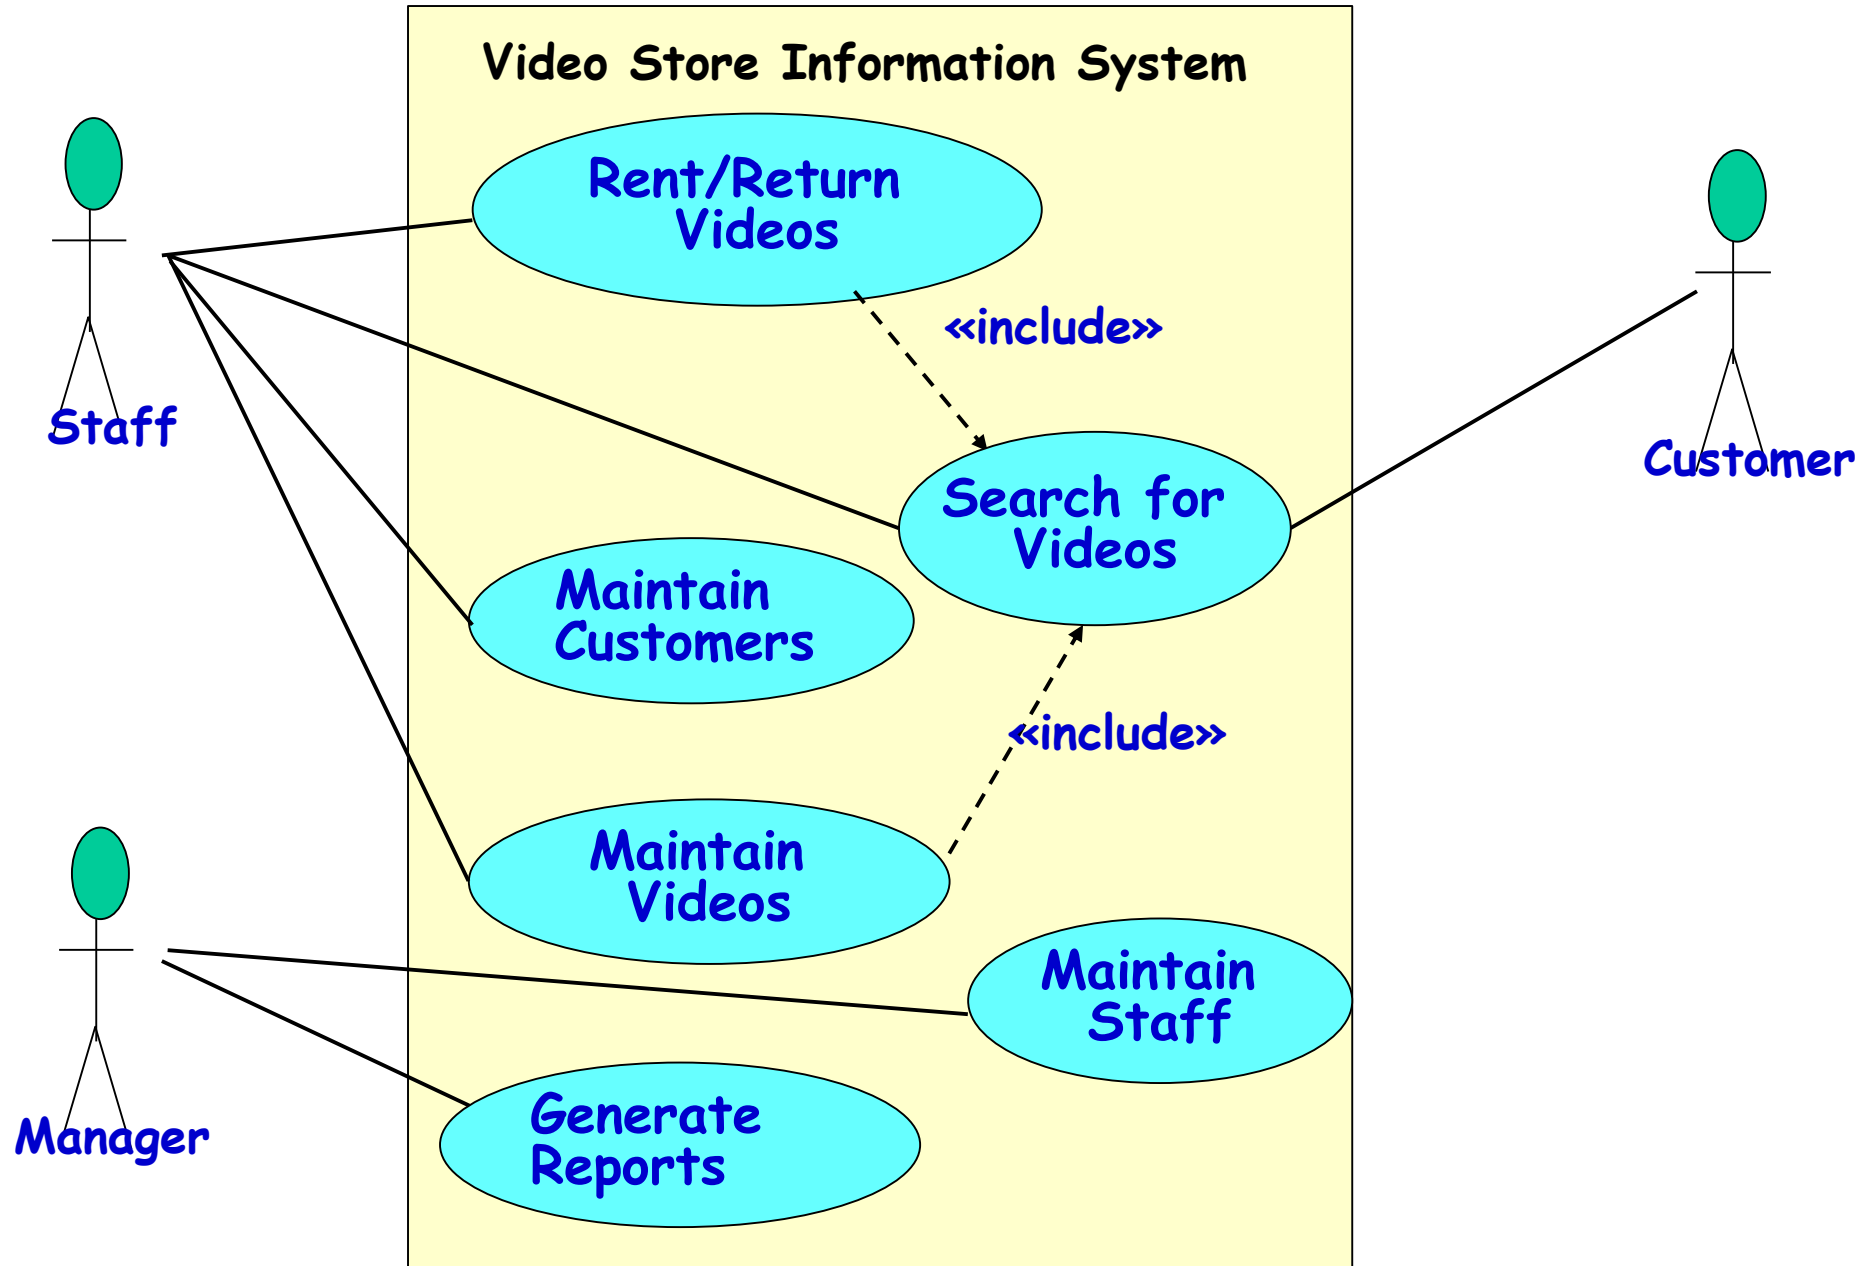 Video Store Information System
Rent/Return
Videos
«include»
Staff
Customer
Search for
Videos
Maintain
Customers
«include»
Maintain
Videos
Maintain
Staff
Manager
Generate
Reports